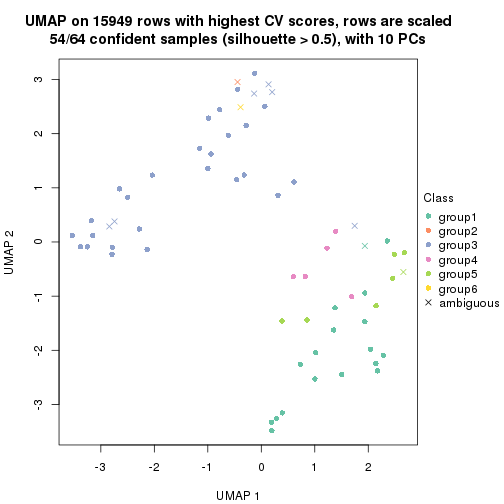 UMAP on 15949 rows with highest CV scores, rows are scaled
54/64 confident samples (silhouette > 0.5), with 10 PCs
3
2
1
0
-1
-2
-3
UMAP 2
-3
-2
-1
0
1
2
UMAP 1
Class
group1
group2
group3
group4
group5
group6
ambiguous